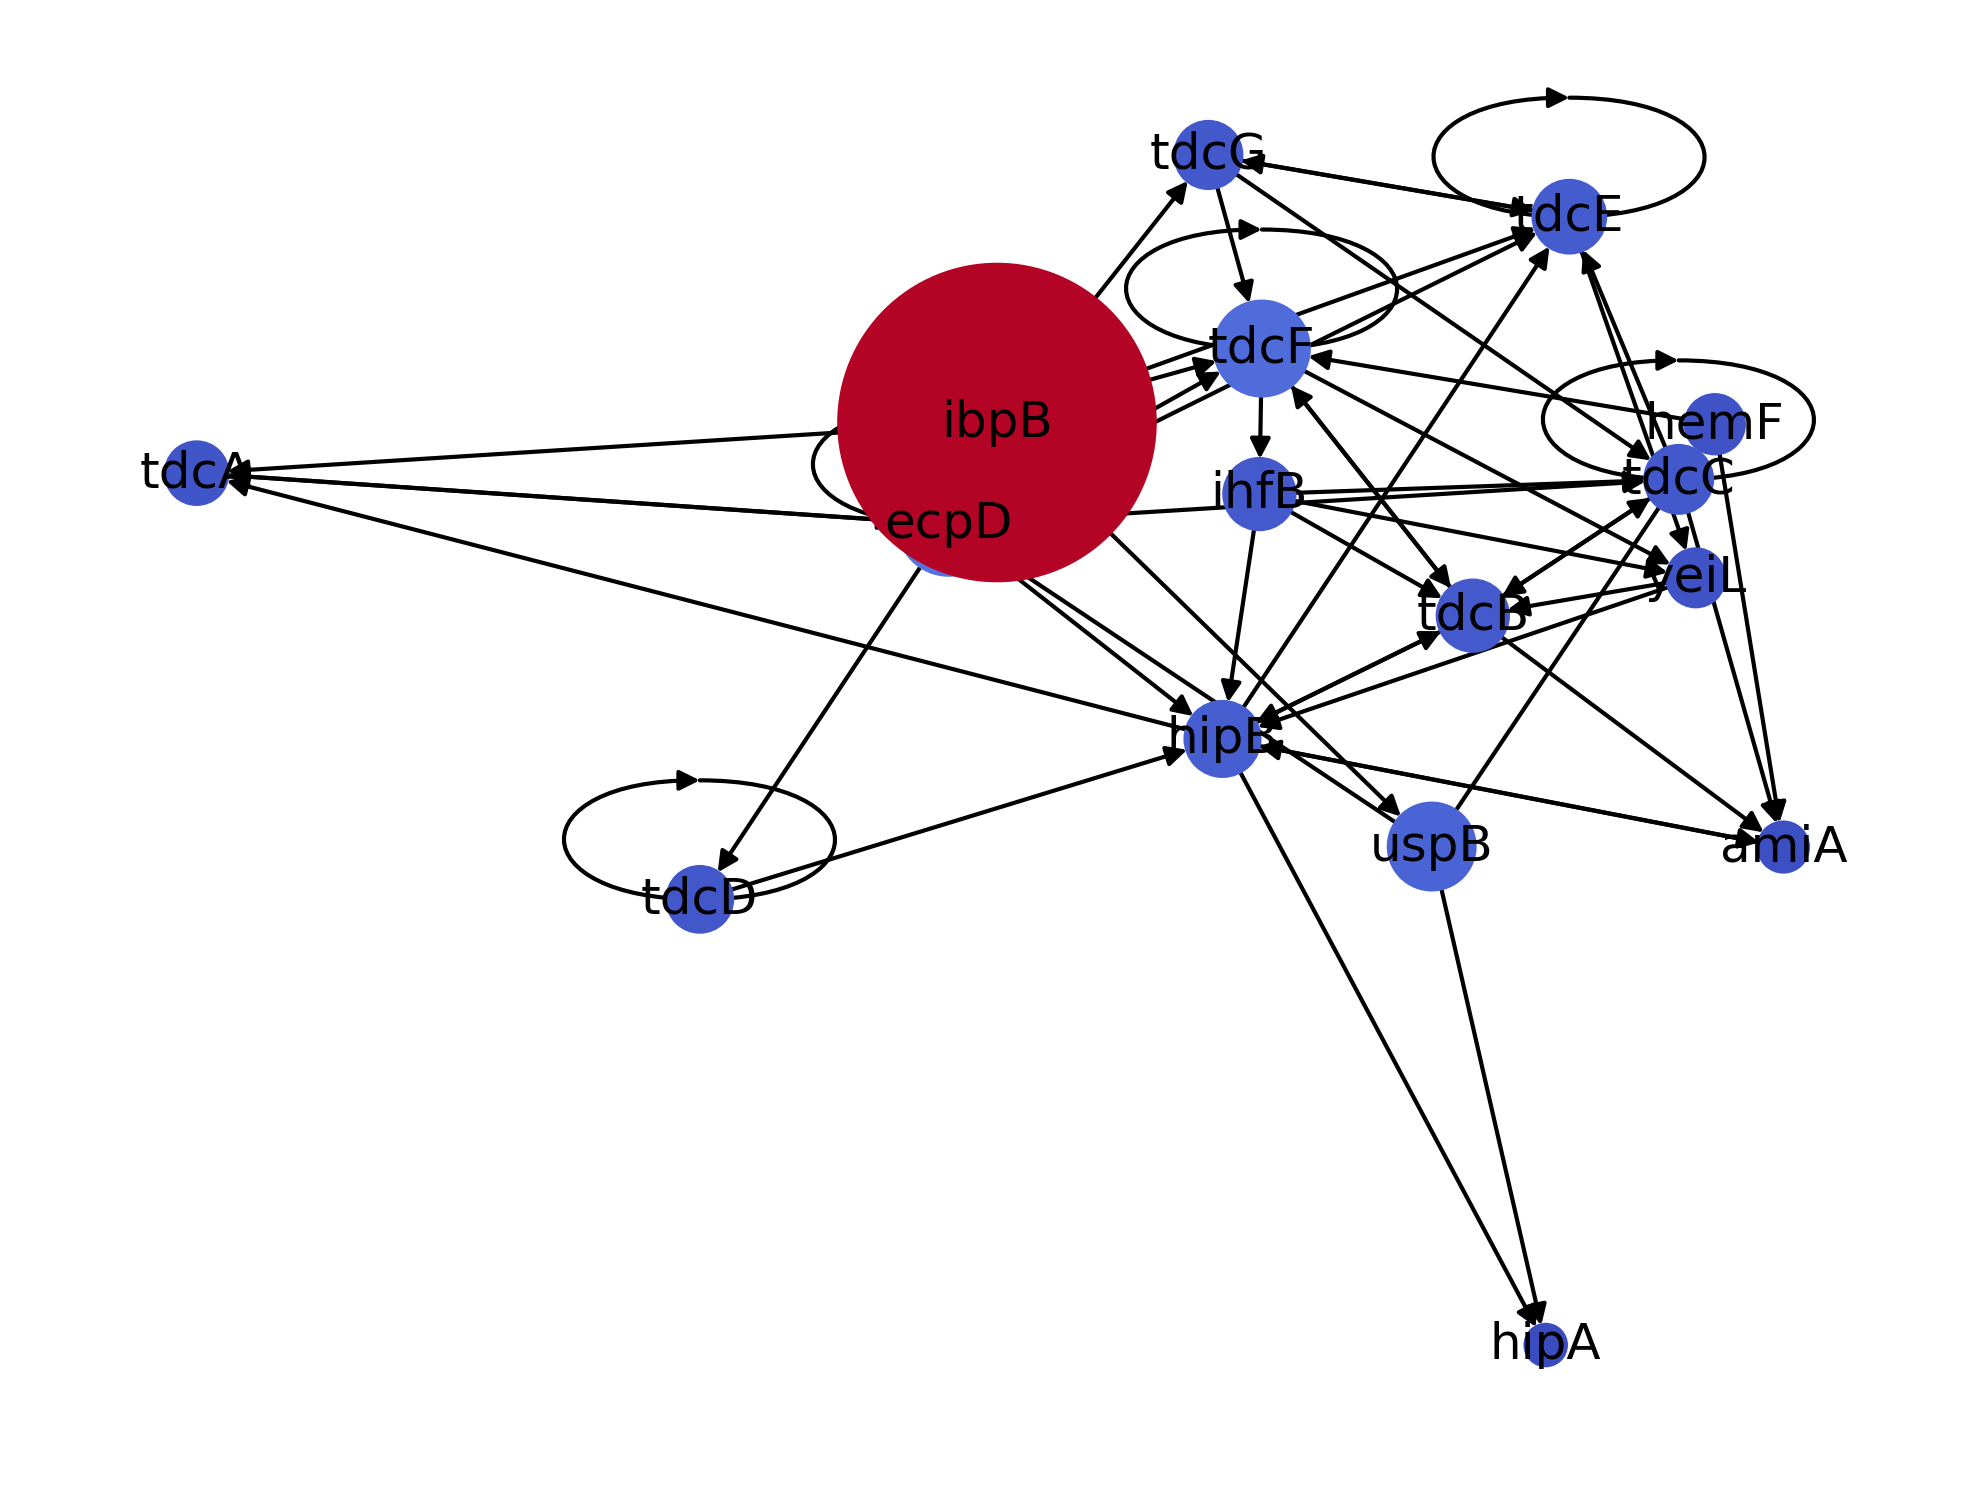 tdcG
tdcE
tdcF
ibpB
hemF
tdcA
tdcC
ihfB
ecpD
yeiL
tdcB
hipB
uspB
amiA
tdcD
hipA